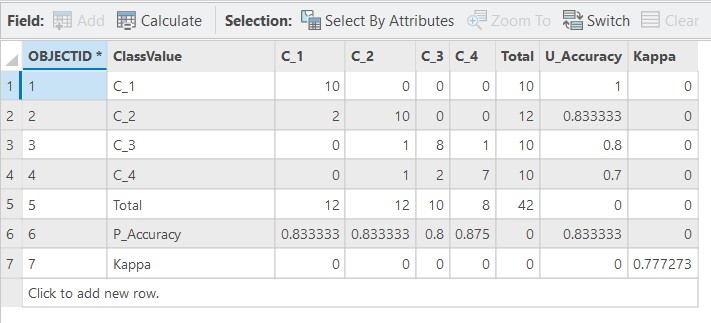 Field: Add Calculate Selection: Select By Attributes Zoom To Switch Clear
OBJECTID * ClassValue C_1 C_2 C_3 C_4 Total U_Accuracy Kappa
1 1 C_1 10 0 0 0 10 1 0
2 2 C_2 2 10 0 0 12 0.833333 0
3 3 C_3 0 1 8 1 10 0.8 0
4 4 C_4 0 1 2 7 10 0.7 0
5 5 Total 12 12 10 8 42 0 0
6 6 P_Accuracy 0.833333 0.833333 0.8 0.875 0 0.833333 0
7 7 Kappa 0 0 0 0 0 0 0.777273
Click to add new row.